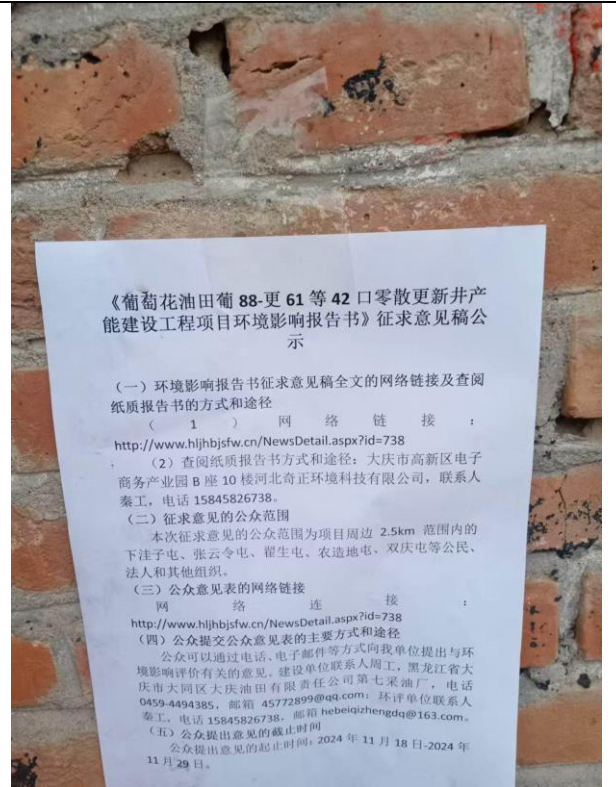 《葡萄花油田葡 88-更 61 等 42 口零散更新井产
能建设工程项目环境影响报告书》征求意见稿公
示
（一）环境影响报告书征求意见稿全文的网络链接及查阅
纸质报告书的方式和途径
（ 1 ） 网 络 链 接 ：
http://www.hljhbjsfw.cn/NewsDetail.aspx?id=738
（2）查阅纸质报告书方式和途径：大庆市高新区电子
商务产业园 B 座 10 楼河北奇正环境科技有限公司，联系人
秦工，电话 15845826738。
（二）征求意见的公众范围
本次征求意见的公众范围为项目周边 2.5km 范围内的
下洼子屯、张云令屯、翟生屯、农造地屯、双庆屯等公民、
法人和其他组织。
（三）公众意见表的网络链接
网 络 连 接 ：
http://www.hljhbjsfw.cn/NewsDetail.aspx?id=738
（四）公众提交公众意见表的主要方式和途径
公众可以通过电话、电子邮件等方式向我单位提出与环
境影响评价有关的意见。建设单位联系人周工，黑龙江省大
庆市大同区大庆油田有限责任公司第七采油厂，电话
0459-4494385，邮箱 45772899@qq.com；环评单位联系人
秦工，电话 15845826738，邮箱 hebeiqizhengdq@163.com。
（五）公众提出意见的截止时间
公众提出意见的起止时间：2024 年 11 月 18 日-2024 年
11 月 29 日。